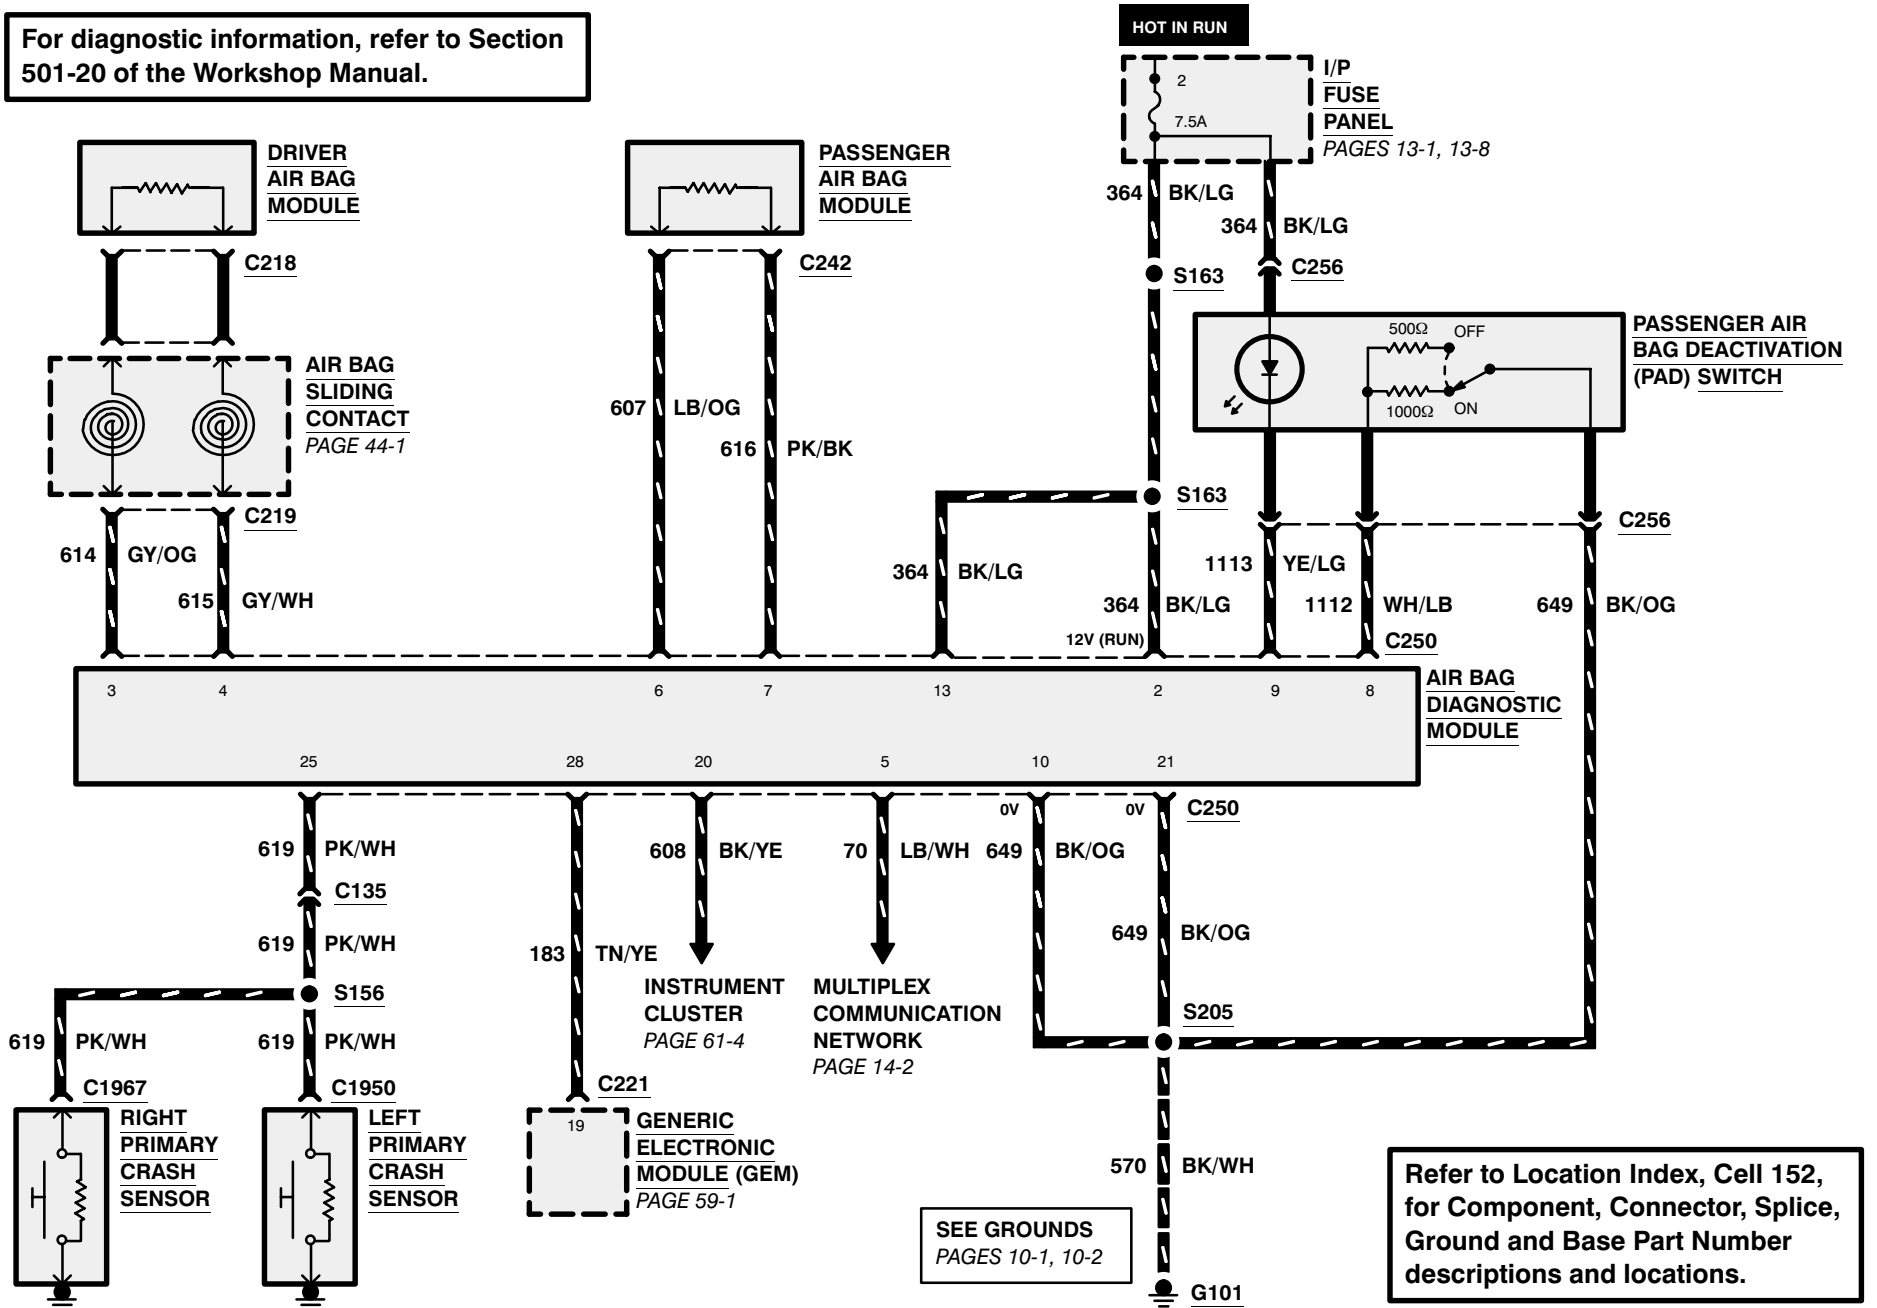 For diagnostic information, refer to Section
501-20 of the Workshop Manual.
HOT IN RUN
2
7.5A
I/P
FUSE
PANEL
PAGES 13-1, 13-8
DRIVER
AIR BAG
MODULE
PASSENGER
AIR BAG
MODULE
364 BK/LG
364 BK/LG
C218
C242
S163
C256
AIR BAG
SLIDING
CONTACT
PAGE 44-1
500Ω OFF
1000Ω ON
PASSENGER AIR
BAG DEACTIVATION
(PAD) SWITCH
607 LB/OG
616 PK/BK
S163
C219
C256
614 GY/OG
615 GY/WH
364 BK/LG
364 BK/LG
12V (RUN)
1113 YE/LG
1112 WH/LB
649 BK/OG
C250
3 4 6 7 13 2 9 8
AIR BAG
DIAGNOSTIC
MODULE
25 28 20 5 10 21
0V 0V C250
619 PK/WH
608 BK/YE
70 LB/WH
649 BK/OG
C135
619 PK/WH
183 TN/YE
649 BK/OG
INSTRUMENT
CLUSTER
PAGE 61-4
MULTIPLEX
COMMUNICATION
NETWORK
PAGE 14-2
S156
S205
619 PK/WH
619 PK/WH
C1967
C1950
C221
RIGHT
PRIMARY
CRASH
SENSOR
LEFT
PRIMARY
CRASH
SENSOR
19
GENERIC
ELECTRONIC
MODULE (GEM)
PAGE 59-1
570 BK/WH
SEE GROUNDS
PAGES 10-1, 10-2
G101
Refer to Location Index, Cell 152,
for Component, Connector, Splice,
Ground and Base Part Number
descriptions and locations.